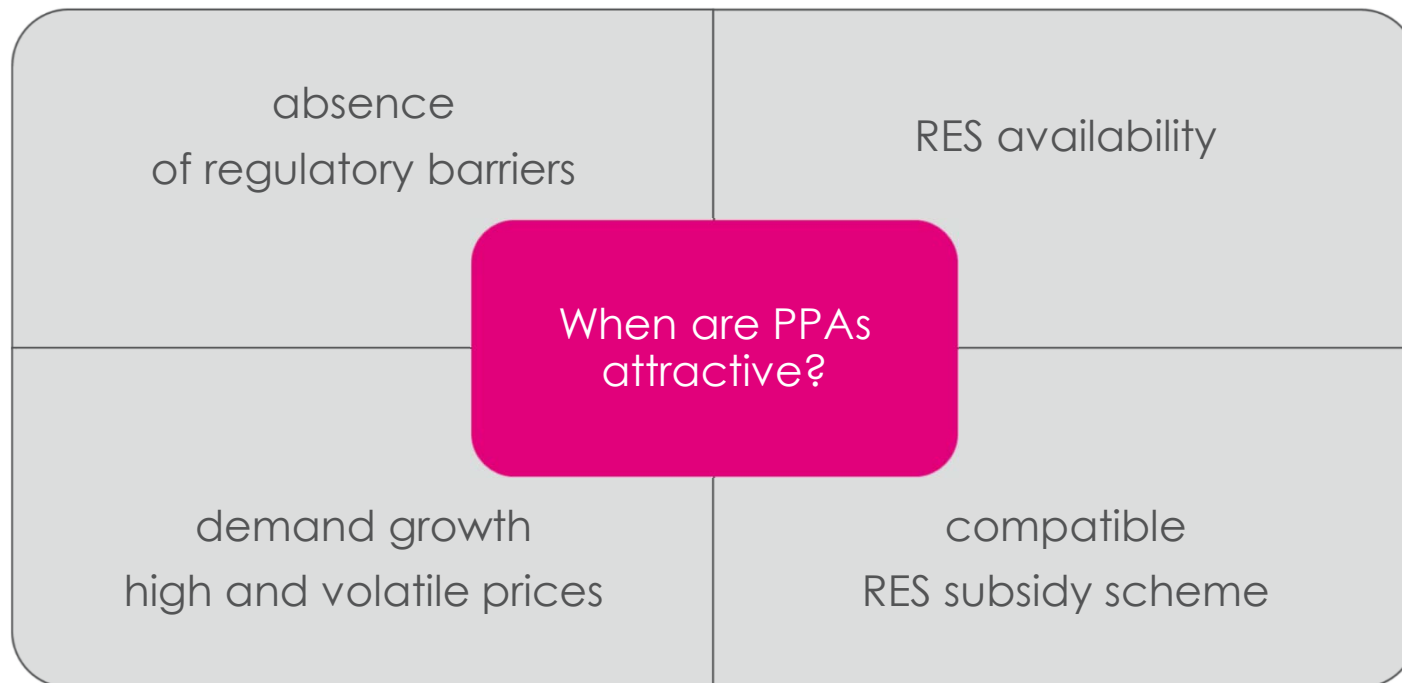 absence
of regulatory barriers
RES availability
When are PPAs
attractive?
demand growth
high and volatile prices
compatible
RES subsidy scheme